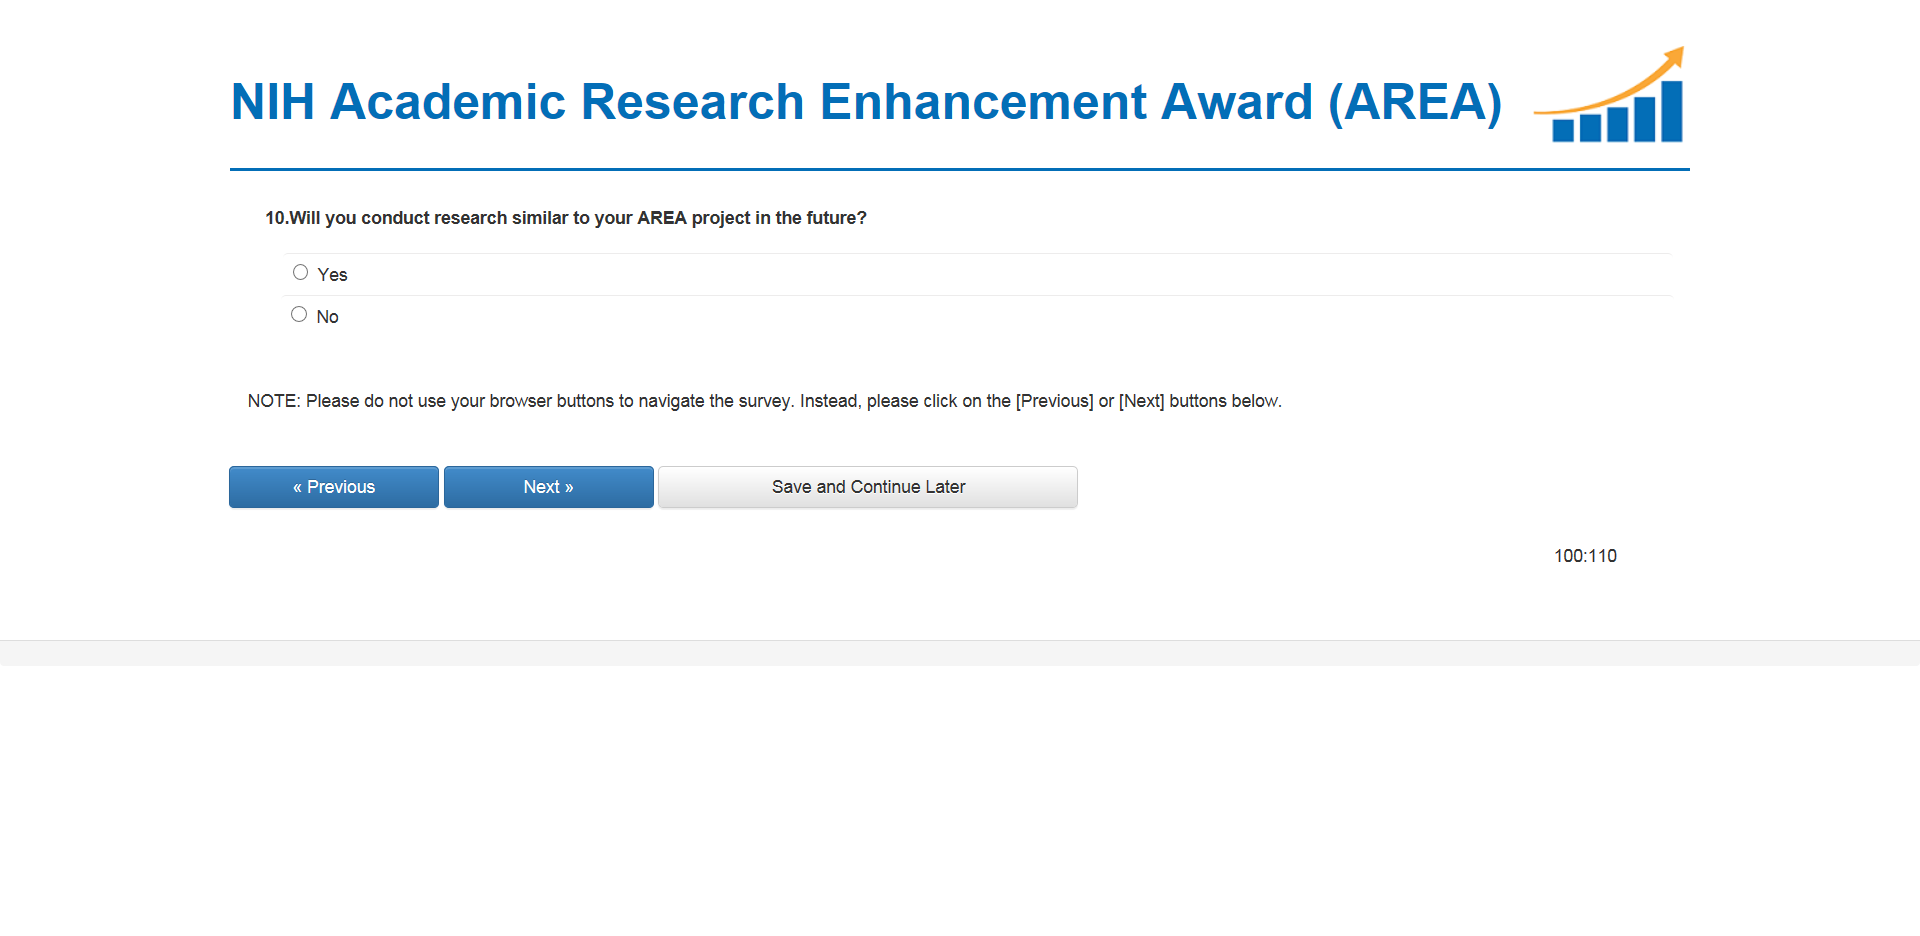 NIH Academic Research Enhancement Award (AREA)
10.Will you conduct research similar to your AREA project in the future?
Yes
No
NOTE: Please do not use your browser buttons to navigate the survey. Instead, please click on the [Previous] or [Next] buttons below.
« Previous Next » Save and Continue Later
100:110